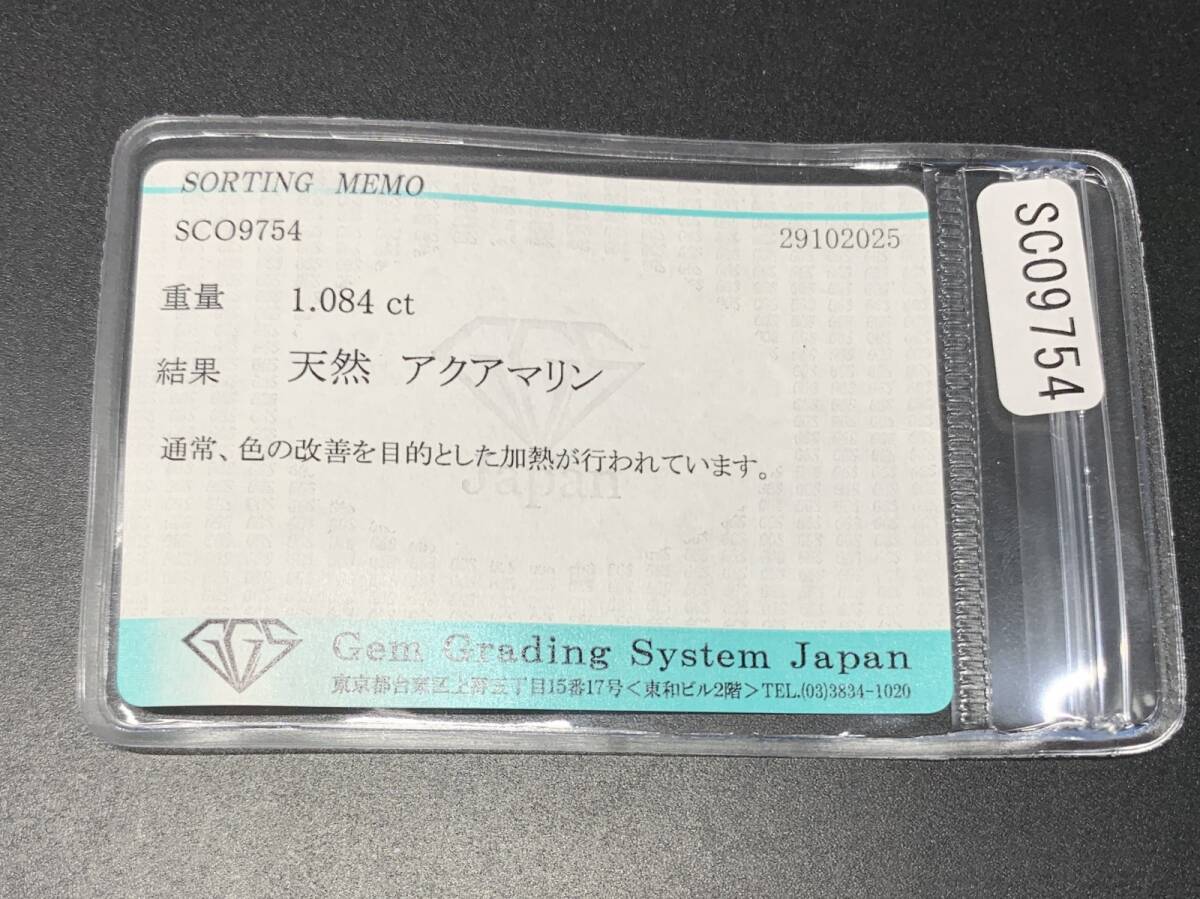 SORTING MEMO
SCO9754
29102025
重量 1.084 ct
結果 天然 アクアマリン
通常、色の改善を目的とした加熱が行われています。
Japan
GGS Gem Grading System Japan
東京都台東区上野五丁目15番17号<東和ビル2階>TEL.(03)3834-1020
SCO9754